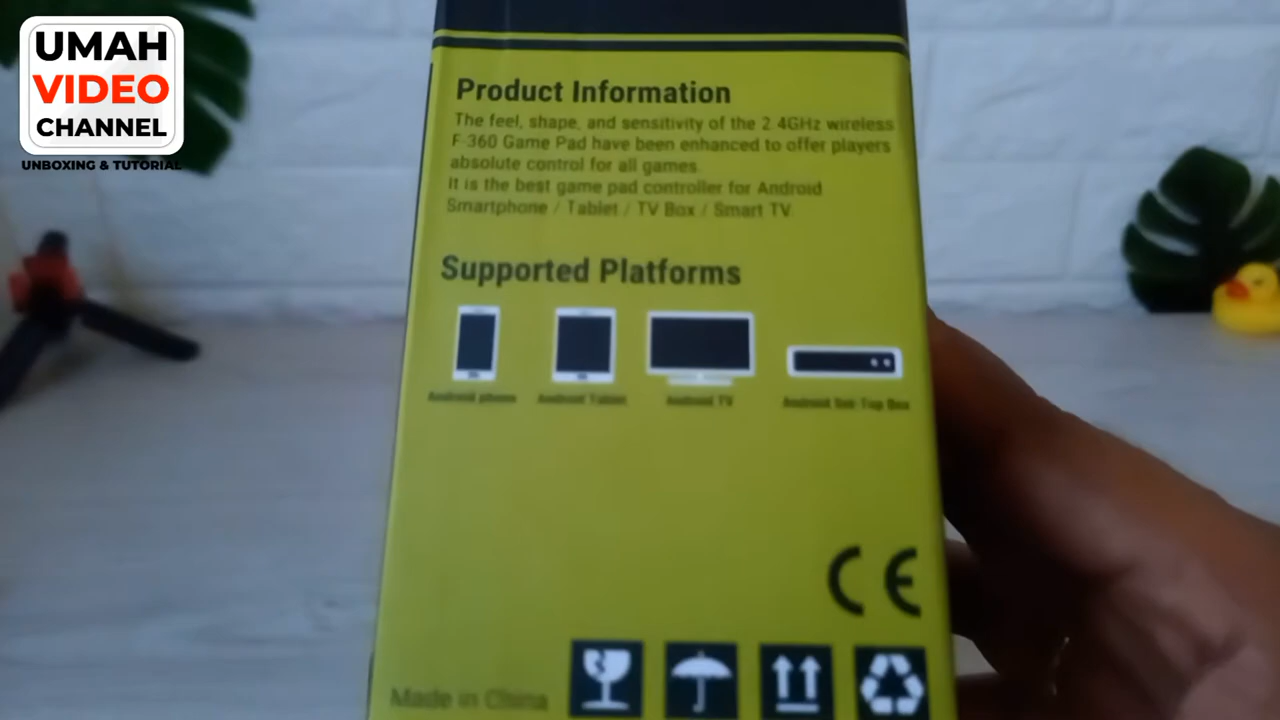 UMAH
VIDEO
CHANNEL
UNBOXING & TUTORIAL
Product Information
The feel, shape, and sensitivity of the 2.4GHz wireless
F-360 Game Pad have been enhanced to offer players
absolute control for all games.
It is the best game pad controller for Android
Smartphone / Tablet / TV Box / Smart TV
Supported Platforms
Android phone
Android Tablet
Android TV
Android Set-Top Box
CE
Made in China